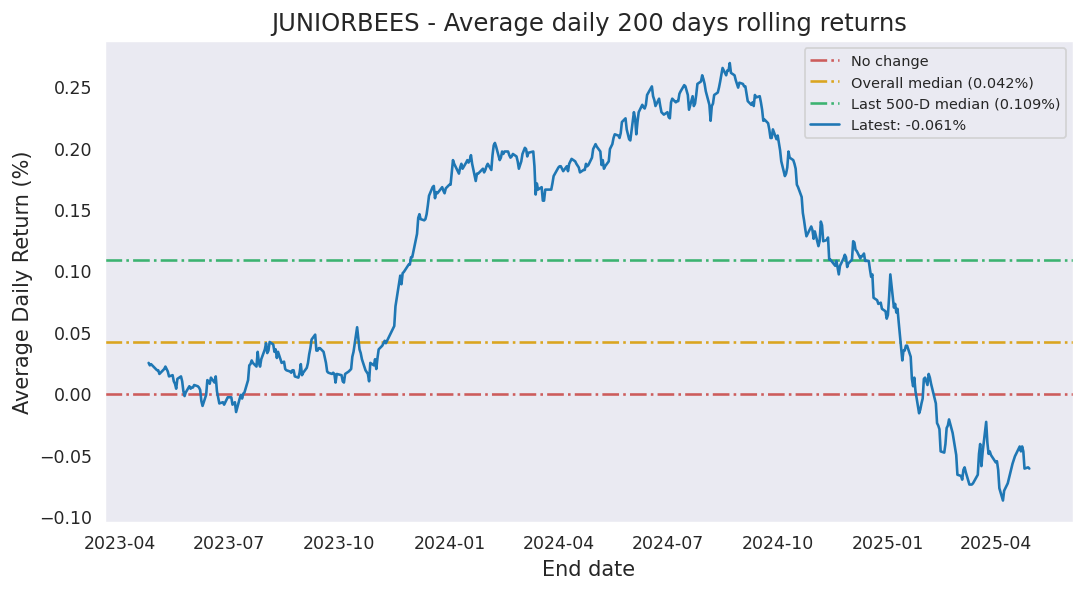 JUNIORBEES - Average daily 200 days rolling returns
No change
Overall median (0.042%)
Last 500-D median (0.109%)
Latest: -0.061%
Average Daily Return (%)
0.25
0.20
0.15
0.10
0.05
0.00
−0.05
−0.10
2023-04 2023-07 2023-10 2024-01 2024-04 2024-07 2024-10 2025-01 2025-04
End date